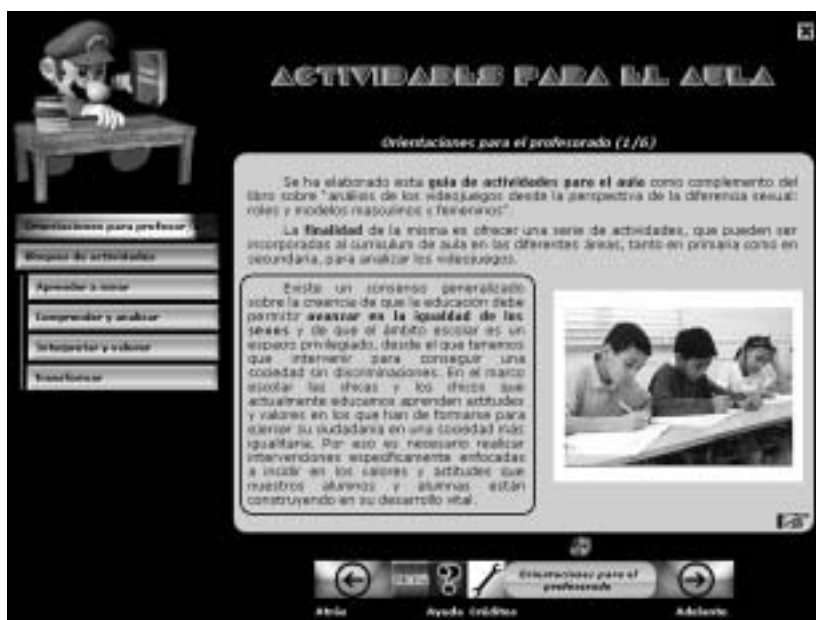 ACTIVIDADES PARA EL AULA
Orientaciones para el profesorado (1/6)
Se ha elaborado esta guía de actividades para el aula como complemento del
libro sobre "análisis de los videojuegos desde la perspectiva de la diferencia sexual:
roles y modelos masculinos y femeninos".
La finalidad de la misma es ofrecer una serie de actividades, que pueden ser
incorporadas al curriculum de aula en las diferentes áreas, tanto en primaria como en
secundaria, para analizar los videojuegos.
Orientaciones para profesor
Bloques de actividades
Aprender a mirar
Comprender y analizar
Interpretar y valorar
Transformar
Existe un consenso generalizado
sobre la creencia de que la educación debe
permitir avanzar en la igualdad de los
sexos y de que el ámbito escolar es un
espacio privilegiado, desde el que tenemos
que intervenir para conseguir una
sociedad sin discriminaciones. En el marco
escolar las chicas y los chicos que
actualmente educamos aprenden actitudes
y valores en los que han de formarse para
ejercer su ciudadanía en una sociedad más
igualitaria. Por eso es necesario realizar
intervenciones específicamente enfocadas
a incidir en los valores y actitudes que
nuestros alumnos y alumnas están
construyendo en su desarrollo vital.
Orientaciones para el
profesorado
Atrás
Ayuda
Créditos
Adelante